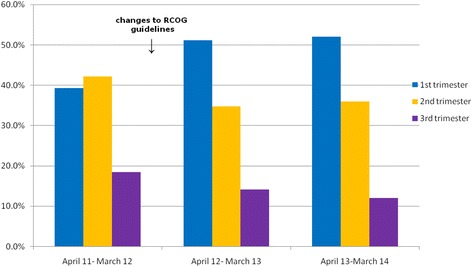 60.0%
changes to RCOG
guidelines
50.0%
40.0%
30.0%
20.0%
10.0%
0.0%
1st trimester
2nd trimester
3rd trimester
April 11- March 12
April 12- March 13
April 13-March 14